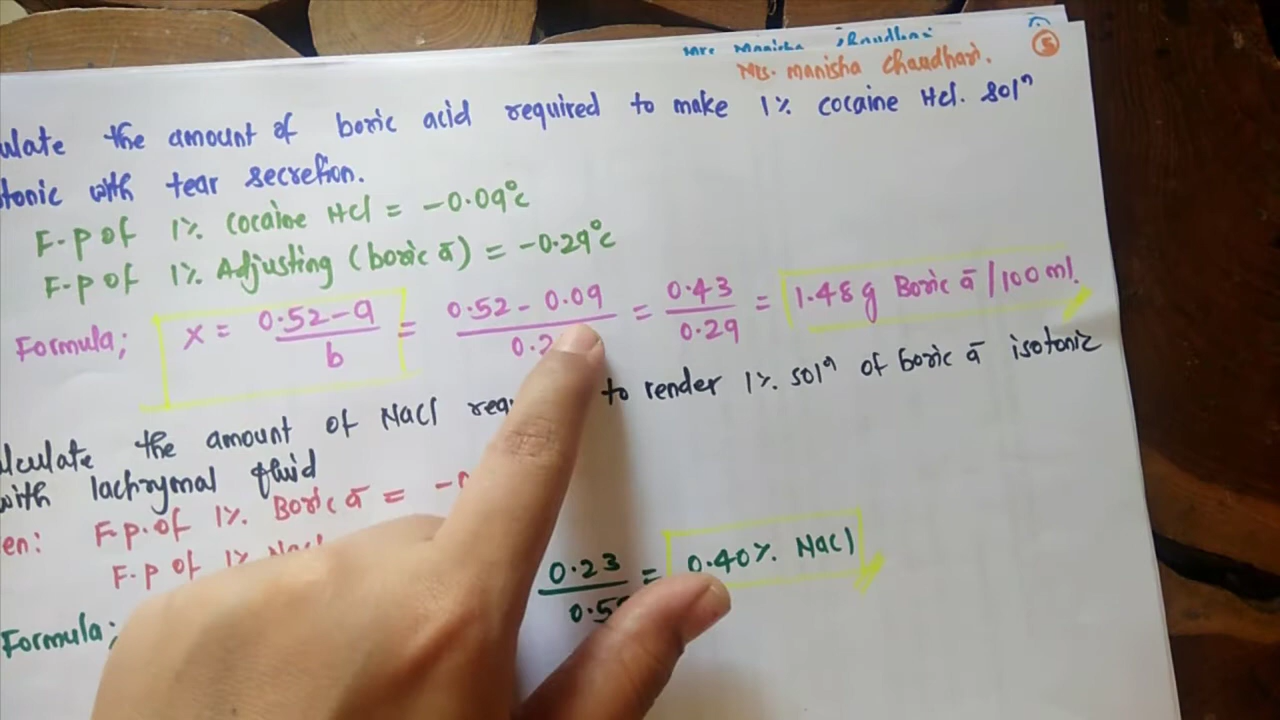 Mrs. Manisha Chaudhari. 5
ulate the amount of boric acid required to make 1% cocaine Hcl. solⁿ
tonic with tear secretion.
F.p of 1% Cocaine Hcl = -0.09°c
F.p of 1% Adjusting (boric ā) = -0.29°c
Formula; x = 0.52-a / b = 0.52-0.09 / 0.2 = 0.43 / 0.29 = 1.48 g Boric ā /100 ml.
alculate the amount of NaCl to render 1% solⁿ of boric ā isotonic
with lachrymal fluid
en: F.p. of 1% Boric ā = -
F.p of 1%
Formula; 0.23 / 0.5 = 0.40% NaCl